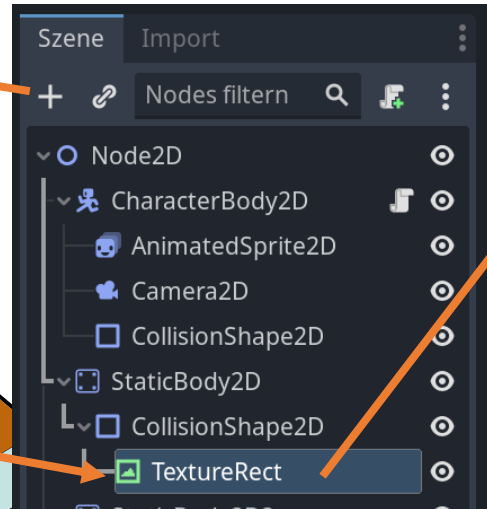 Szene Import
Nodes filtern
Node2D
CharacterBody2D
AnimatedSprite2D
Camera2D
CollisionShape2D
StaticBody2D
CollisionShape2D
TextureRect